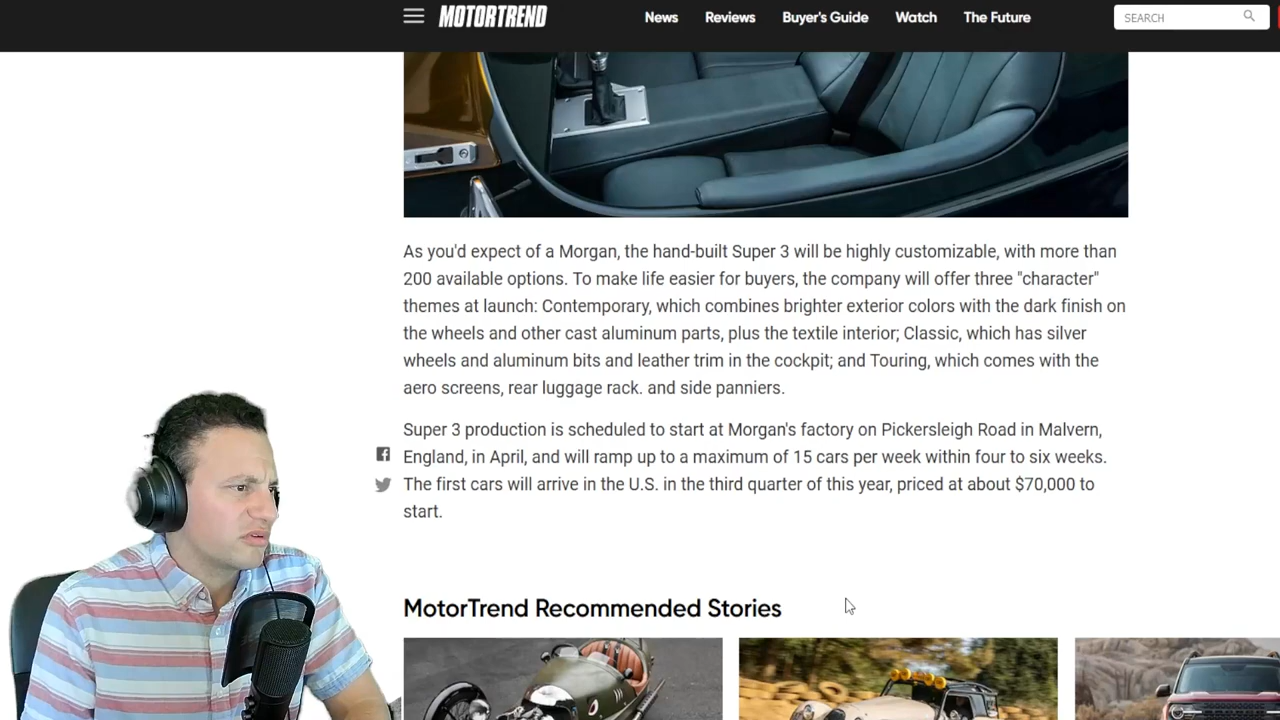 MOTORTREND
News Reviews Buyer's Guide Watch The Future
SEARCH
As you'd expect of a Morgan, the hand-built Super 3 will be highly customizable, with more than
200 available options. To make life easier for buyers, the company will offer three "character"
themes at launch: Contemporary, which combines brighter exterior colors with the dark finish on
the wheels and other cast aluminum parts, plus the textile interior; Classic, which has silver
wheels and aluminum bits and leather trim in the cockpit; and Touring, which comes with the
aero screens, rear luggage rack. and side panniers.
Super 3 production is scheduled to start at Morgan's factory on Pickersleigh Road in Malvern,
England, in April, and will ramp up to a maximum of 15 cars per week within four to six weeks.
The first cars will arrive in the U.S. in the third quarter of this year, priced at about $70,000 to
start.
MotorTrend Recommended Stories